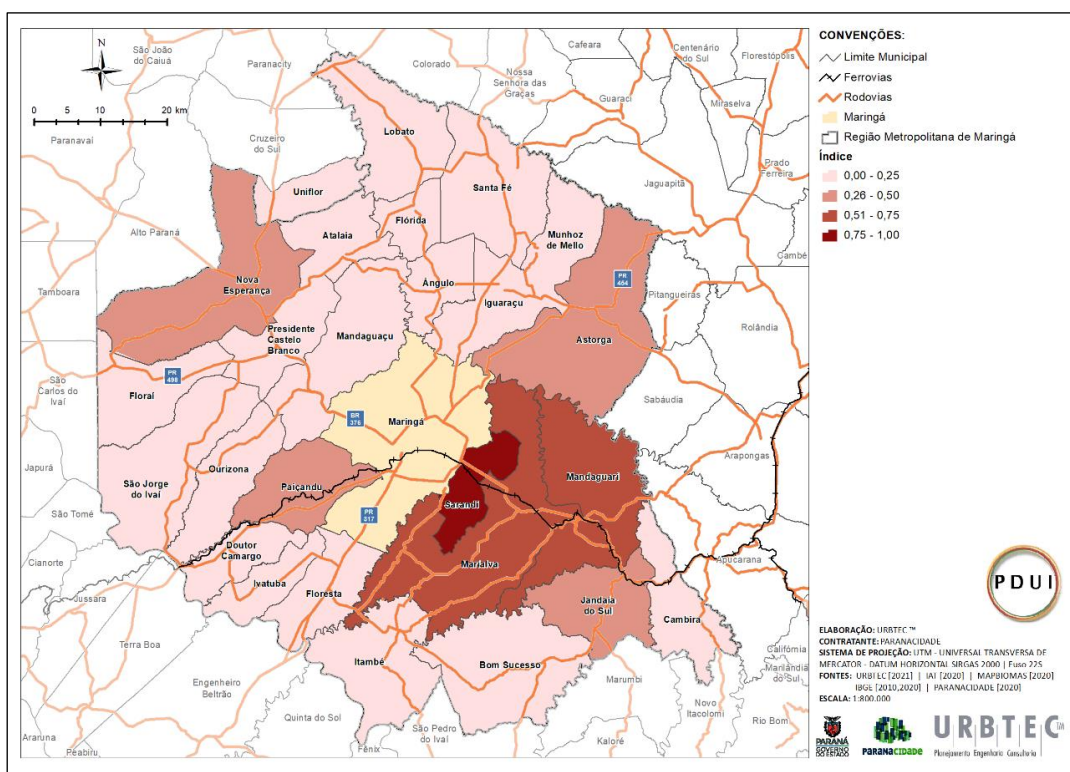 CONVENÇÕES:
Limite Municipal
Ferrovias
Rodovias
Maringá
Região Metropolitana de Maringá
Índice
0,00 - 0,25
0,26 - 0,50
0,51 - 0,75
0,75 - 1,00
N
0 5 10 20 km
São João
do Caiuá
Paranacity
Colorado
Cafeara
Centenário
do Sul
Florestópolis
Nossa
Senhora das
Graças
Guaraci
Miraselva
Paranavaí
Cruzeiro
do Sul
Lobato
Prado
Ferreira
Santa Fé
Jaguapitã
Uniflor
Flórida
Alto Paraná
Atalaia
Munhoz
de Mello
Cambé
Nova
Esperança
Ângulo
PR
454
Tamboara
Iguaraçu
Pitangueiras
Presidente
Castelo
Branco
Mandaguaçu
Rolândia
Astorga
São
Carlos do
Ivaí
PR
498
Floraí
Sabáudia
BR
376
Maringá
Arapongas
Japurá
Ourizona
Mandaguari
São Jorge
do Ivaí
Paiçandu
Sarandi
São Tomé
PR
317
Doutor
Camargo
Marialva
Cianorte
Apucarana
Ivatuba
Jussara
Floresta
Jandaia
do Sul
Cambira
Terra Boa
Itambé
Bom Sucesso
Califórnia
Marilândia
do Sul
Engenheiro
Beltrão
Marumbi
Novo
Itacolomi
Quinta do Sol
São Pedro
do Ivaí
Rio Bom
Araruna
Peabiru
Fênix
Kaloré
PDUI
ELABORAÇÃO: URBTEC ™
CONTRATANTE: PARANACIDADE
SISTEMA DE PROJEÇÃO: UTM - UNIVERSAL TRANSVERSA DE
MERCATOR - DATUM HORIZONTAL SIRGAS 2000 | Fuso 22S
FONTES: URBTEC [2021] | IAT [2020] | MAPBIOMAS [2020]
IBGE [2010,2020] | PARANACIDADE [2020]
ESCALA: 1:800.000
PARANÁ
GOVERNO
DO ESTADO
PARANACIDADE
URBTEC™
Planejamento Engenharia Consultoria